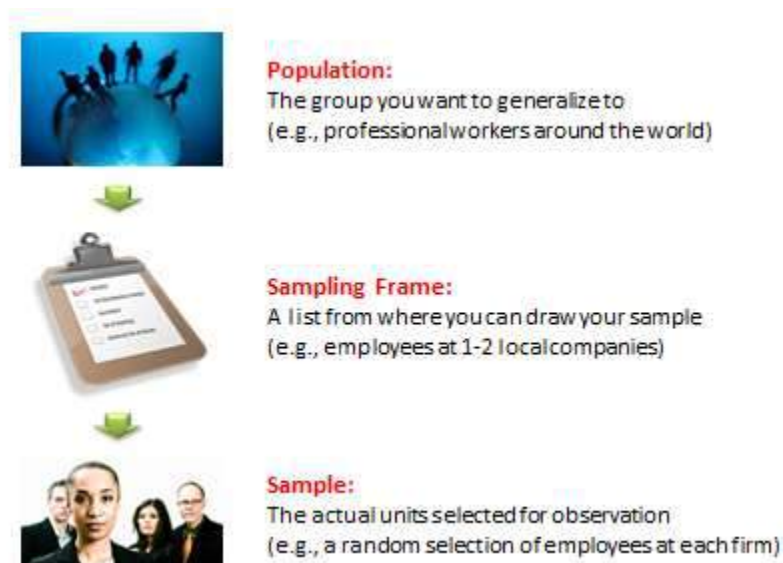 Population:
The group you want to generalize to
(e.g., professional workers around the world)
Sampling Frame:
A list from where you can draw your sample
(e.g., employees at 1-2 local companies)
Sample:
The actual units selected for observation
(e.g., a random selection of employees at each firm)